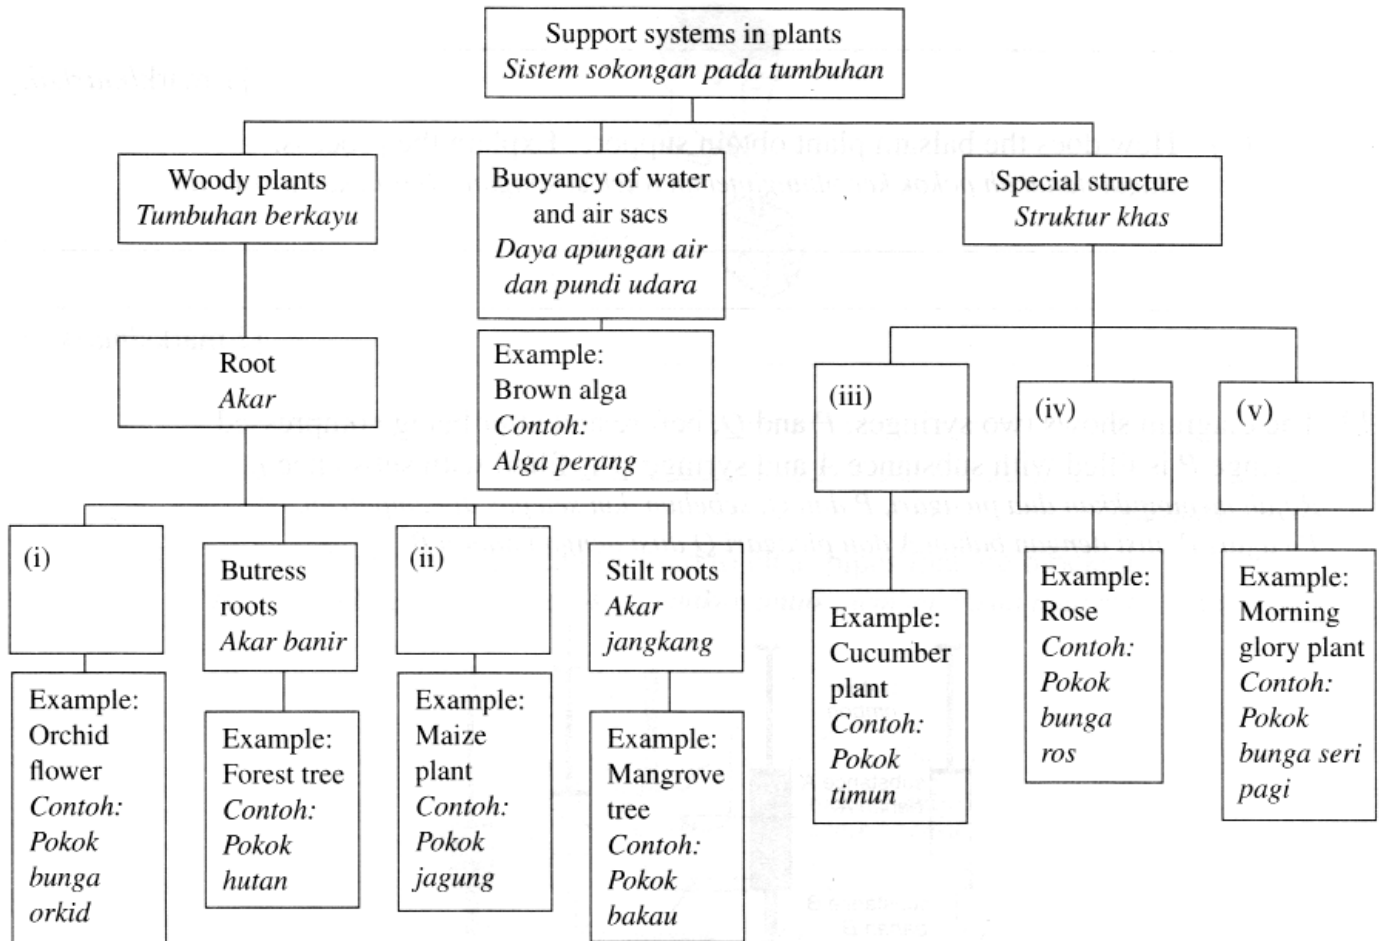 Support systems in plants
Sistem sokongan pada tumbuhan
Woody plants
Tumbuhan berkayu
Buoyancy of water
and air sacs
Daya apungan air
dan pundi udara
Special structure
Struktur khas
Root
Akar
Example:
Brown alga
Contoh:
Alga perang
(iii)
(iv)
(v)
(i)
Butress
roots
Akar banir
(ii)
Stilt roots
Akar
jangkang
Example:
Cucumber
plant
Contoh:
Pokok
timun
Example:
Rose
Contoh:
Pokok
bunga
ros
Example:
Morning
glory plant
Contoh:
Pokok
bunga seri
pagi
Example:
Orchid
flower
Contoh:
Pokok
bunga
orkid
Example:
Forest tree
Contoh:
Pokok
hutan
Example:
Maize
plant
Contoh:
Pokok
jagung
Example:
Mangrove
tree
Contoh:
Pokok
bakau